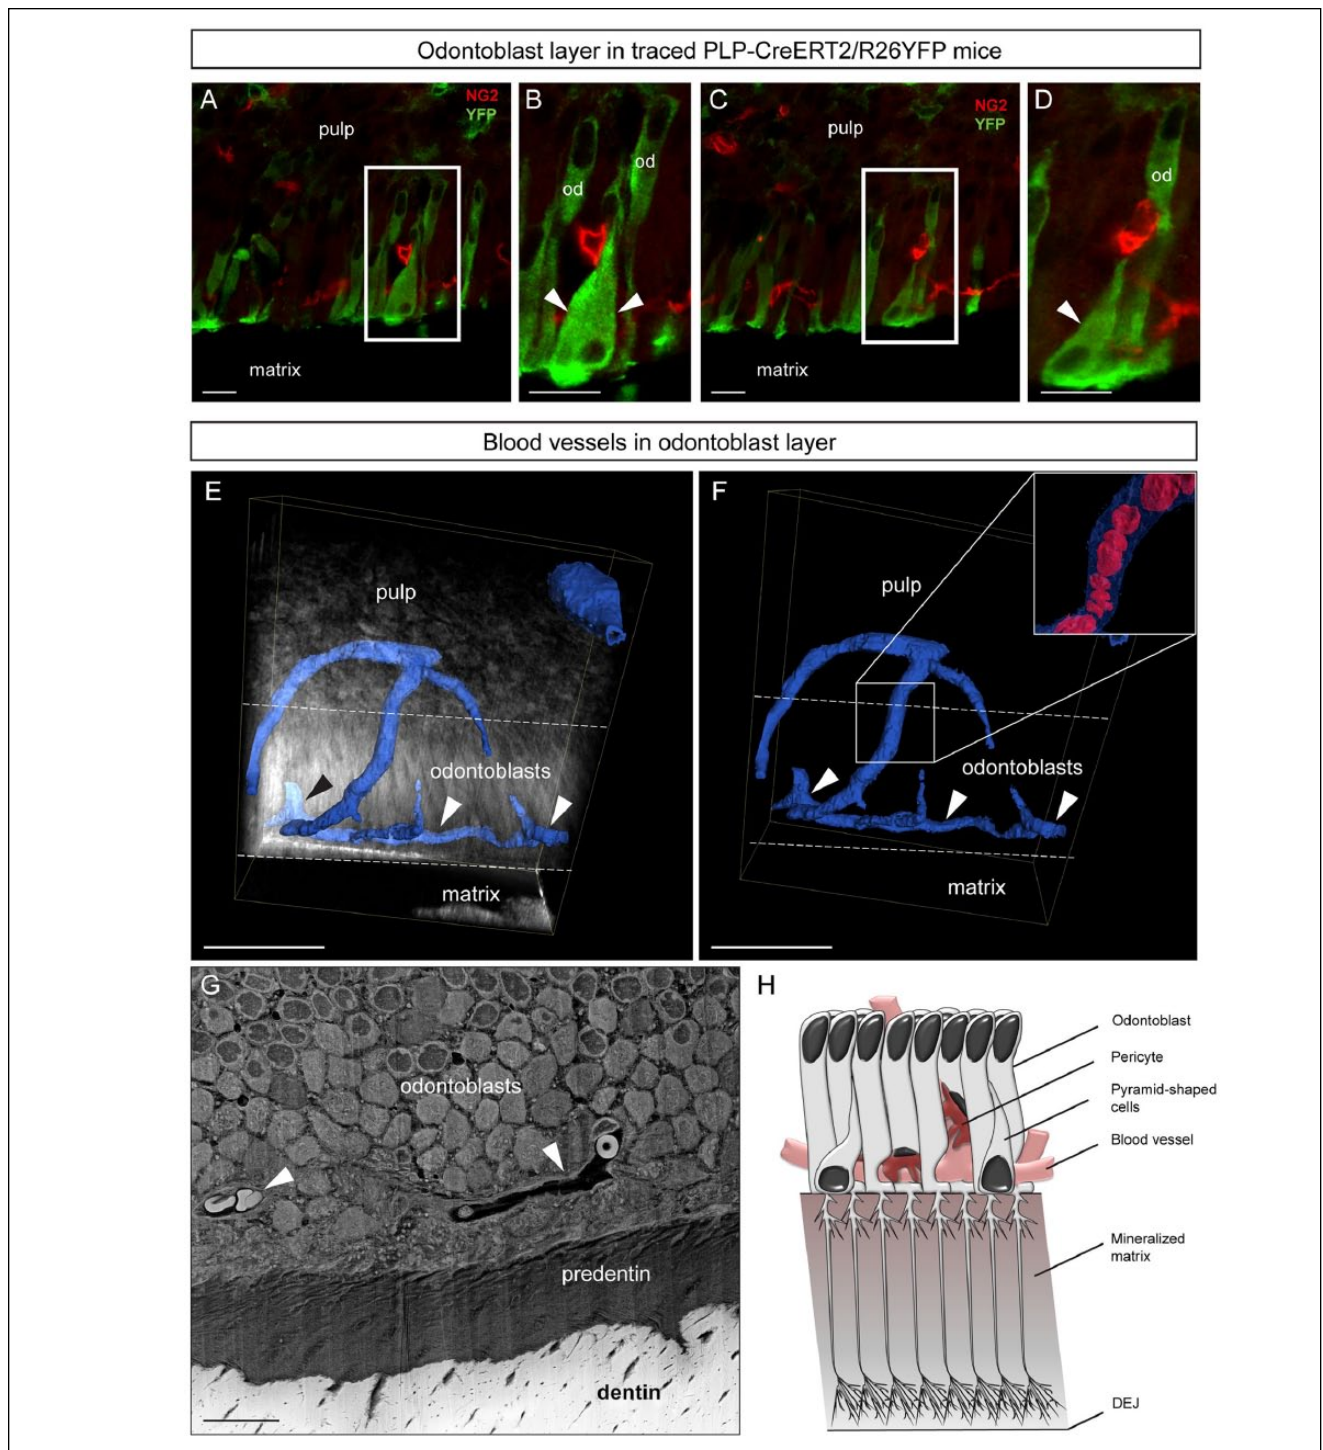 Odontoblast layer in traced PLP-CreERT2/R26YFP mice
A
NG2
YFP
pulp
matrix
B
od
od
C
NG2
YFP
pulp
matrix
D
od
Blood vessels in odontoblast layer
E
pulp
odontoblasts
matrix
F
pulp
odontoblasts
matrix
G
odontoblasts
predentin
dentin
H
Odontoblast
Pericyte
Pyramid-shaped
cells
Blood vessel
Mineralized
matrix
DEJ